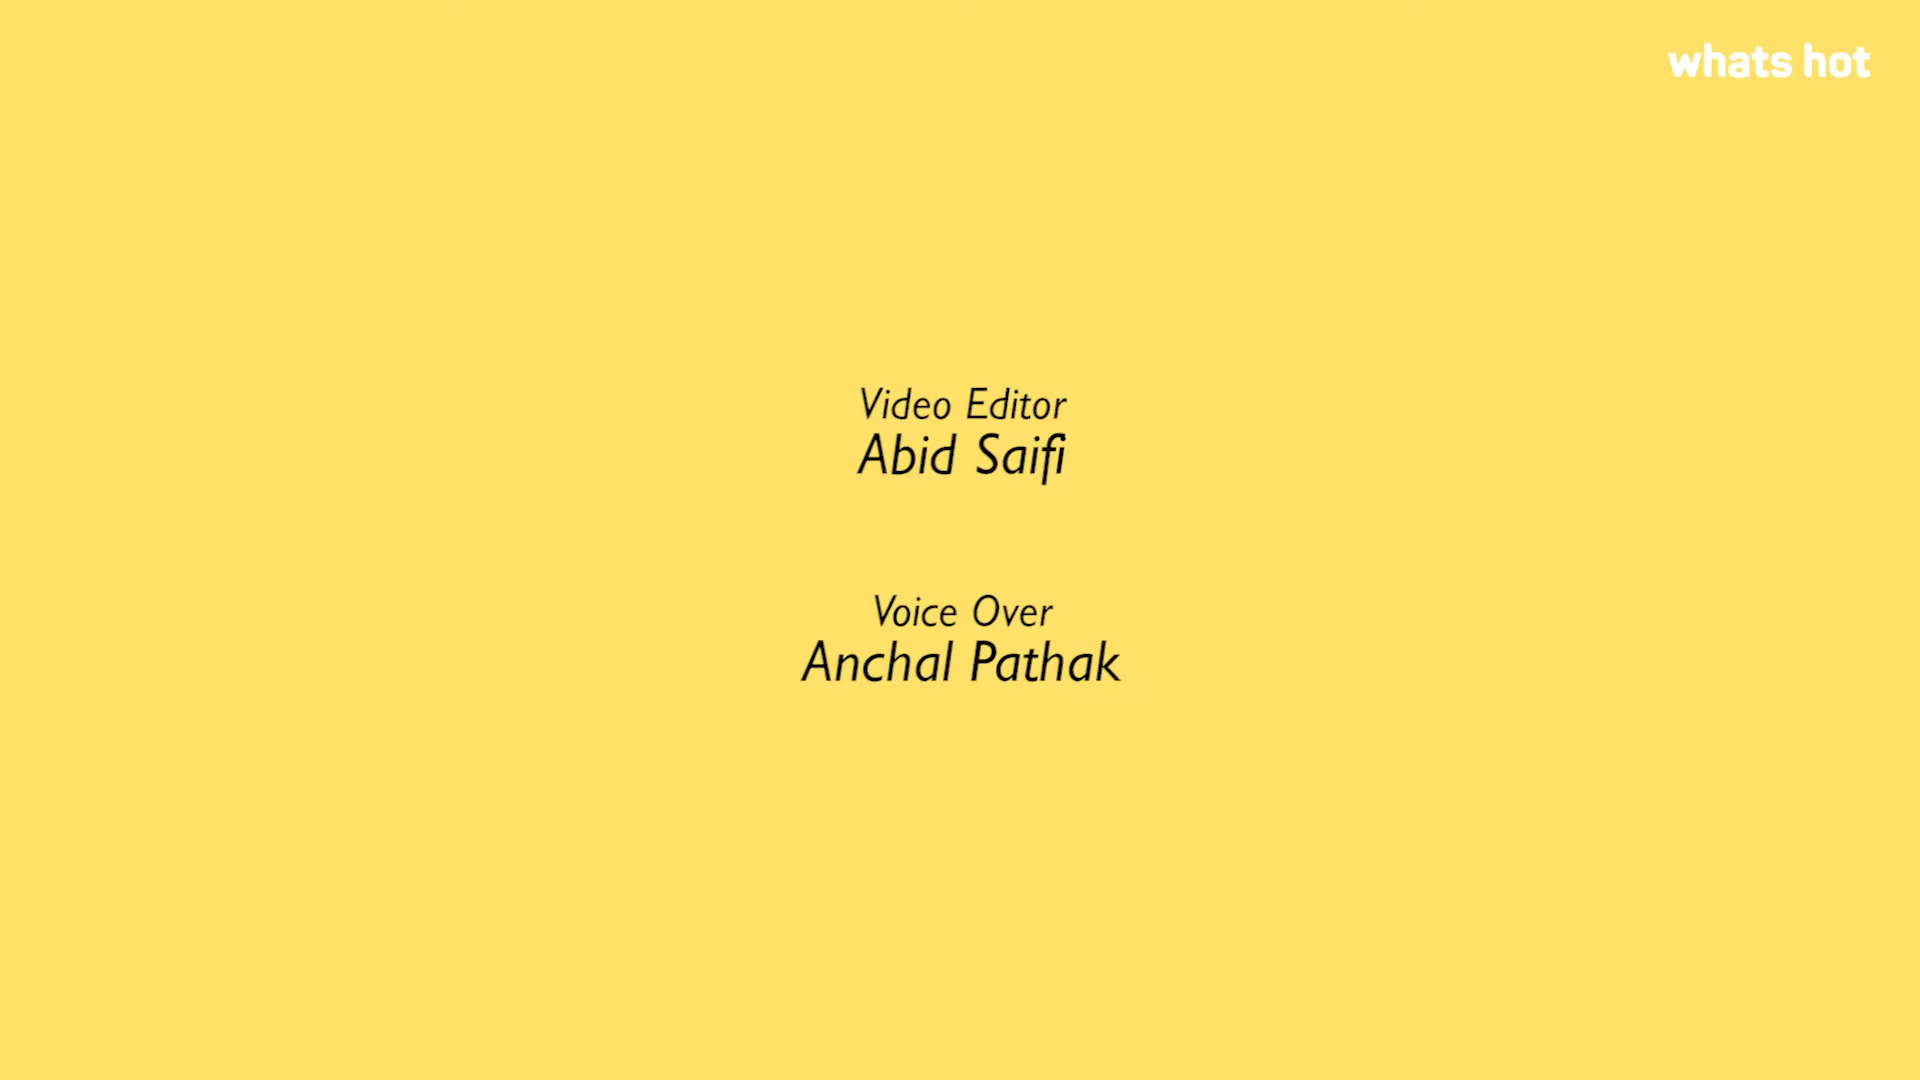 whats hot
Video Editor
Abid Saifi
Voice Over
Anchal Pathak